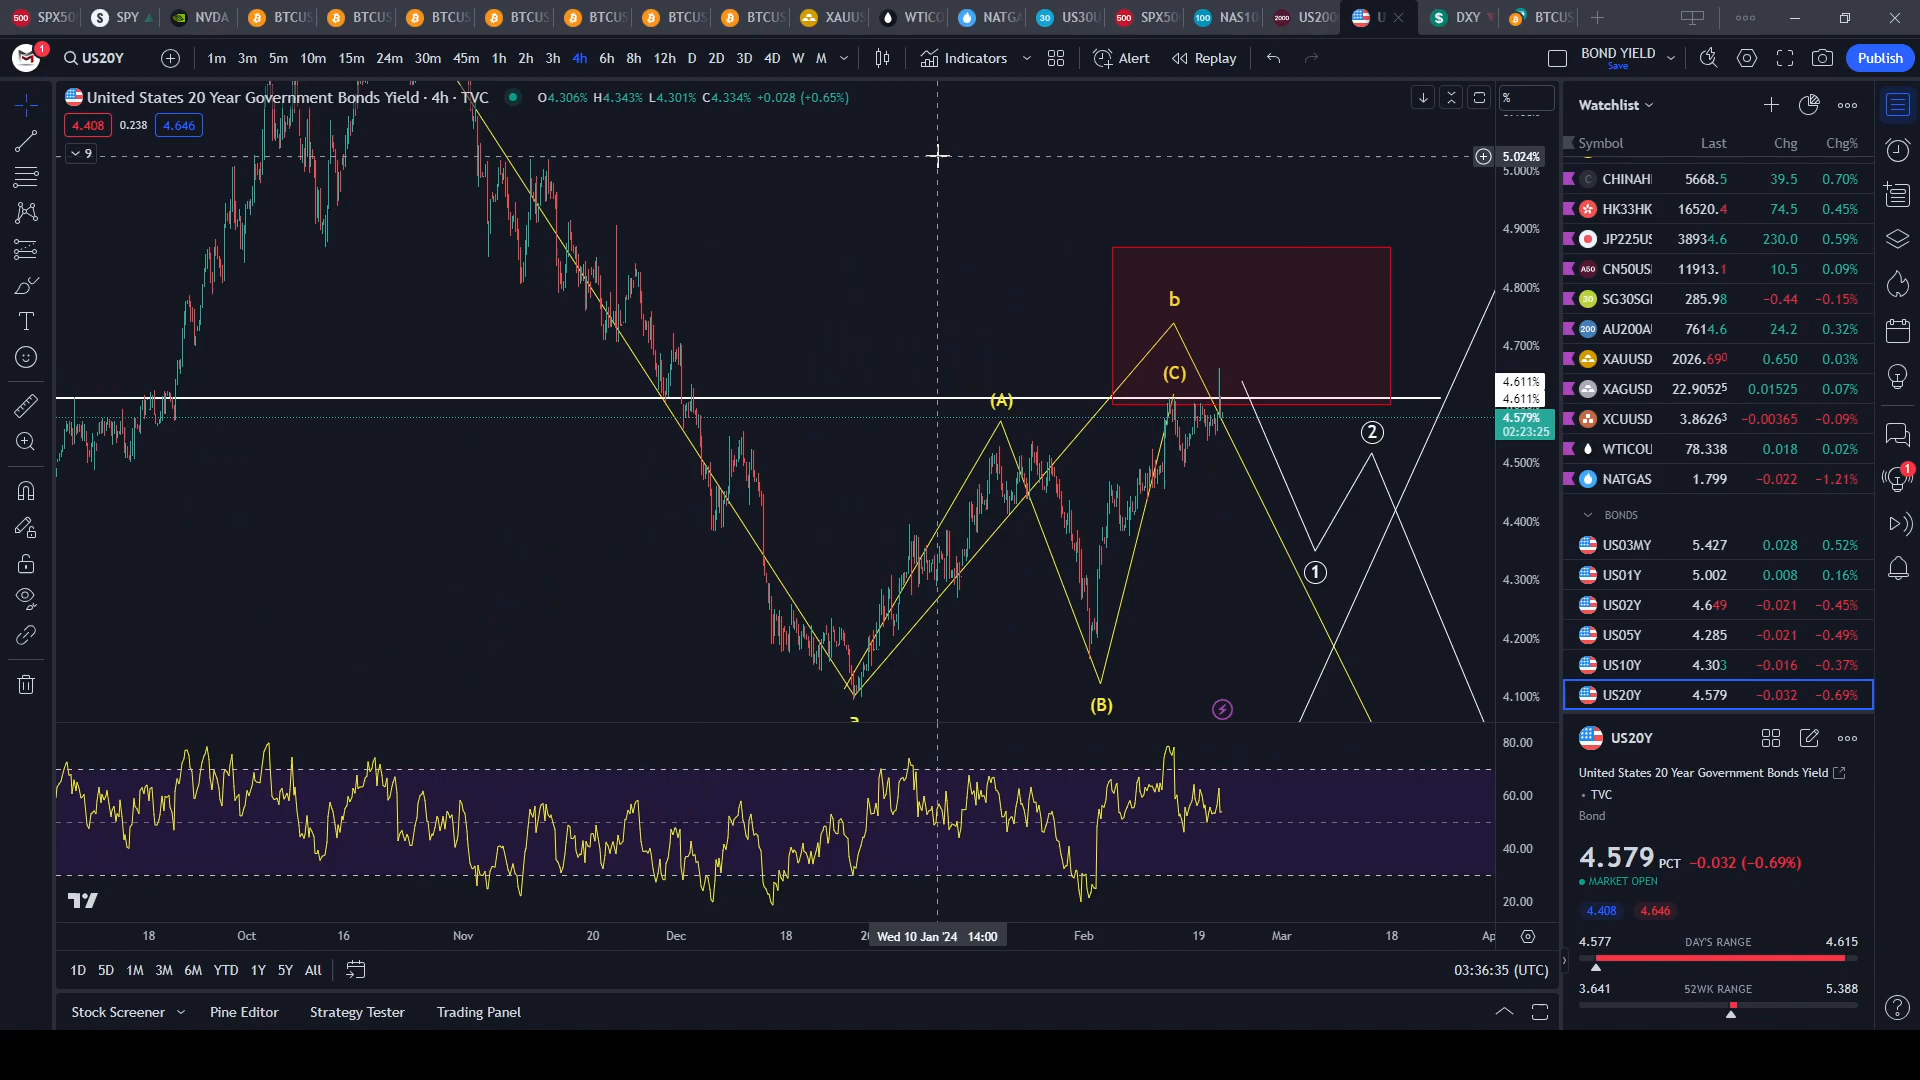 SPX50 SPY NVDA BTCUS BTCUS BTCUS BTCUS BTCUS BTCUS BTCUS XAUUS WTICO NATGA US30U SPX50 NAS10 US200 U DXY BTCUS
1 US20Y 1m 3m 5m 10m 15m 24m 30m 45m 1h 2h 3h 4h 6h 8h 12h D 2D 3D 4D W M Indicators Alert Replay BOND YIELD Save Publish
United States 20 Year Government Bonds Yield · 4h · TVC O4.306% H4.343% L4.301% C4.334% +0.028 (+0.65%) %
4.408 0.238 4.646
9
5.024%
5.000%
4.900%
4.800%
4.700%
4.611%
4.611%
4.579%
02:23:25
4.500%
4.400%
4.300%
4.200%
4.100%
b
(C)
(A)
2
1
(B)
a
80.00
60.00
40.00
20.00
18 Oct 16 Nov 20 Dec 18 Wed 10 Jan '24 14:00 Feb 19 Mar 18 Ap
1D 5D 1M 3M 6M YTD 1Y 5Y All 03:36:35 (UTC)
Stock Screener Pine Editor Strategy Tester Trading Panel
Watchlist
Symbol Last Chg Chg%
CHINAH 5668.5 39.5 0.70%
HK33HK 16520.4 74.5 0.45%
JP225US 38934.6 230.0 0.59%
CN50US 11913.1 10.5 0.09%
SG30SG 285.98 −0.44 −0.15%
AU200A 7614.6 24.2 0.32%
XAUUSD 2026.690 0.650 0.03%
XAGUSD 22.90525 0.01525 0.07%
XCUUSD 3.86263 −0.00365 −0.09%
WTICOU 78.338 0.018 0.02%
NATGAS 1.799 −0.022 −1.21%
BONDS
US03MY 5.427 0.028 0.52%
US01Y 5.002 0.008 0.16%
US02Y 4.649 −0.021 −0.45%
US05Y 4.285 −0.021 −0.49%
US10Y 4.303 −0.016 −0.37%
US20Y 4.579 −0.032 −0.69%
US20Y
United States 20 Year Government Bonds Yield
• TVC
Bond
4.579 PCT −0.032 (−0.69%)
MARKET OPEN
4.408 4.646
4.577 DAY'S RANGE 4.615
3.641 52WK RANGE 5.388
1